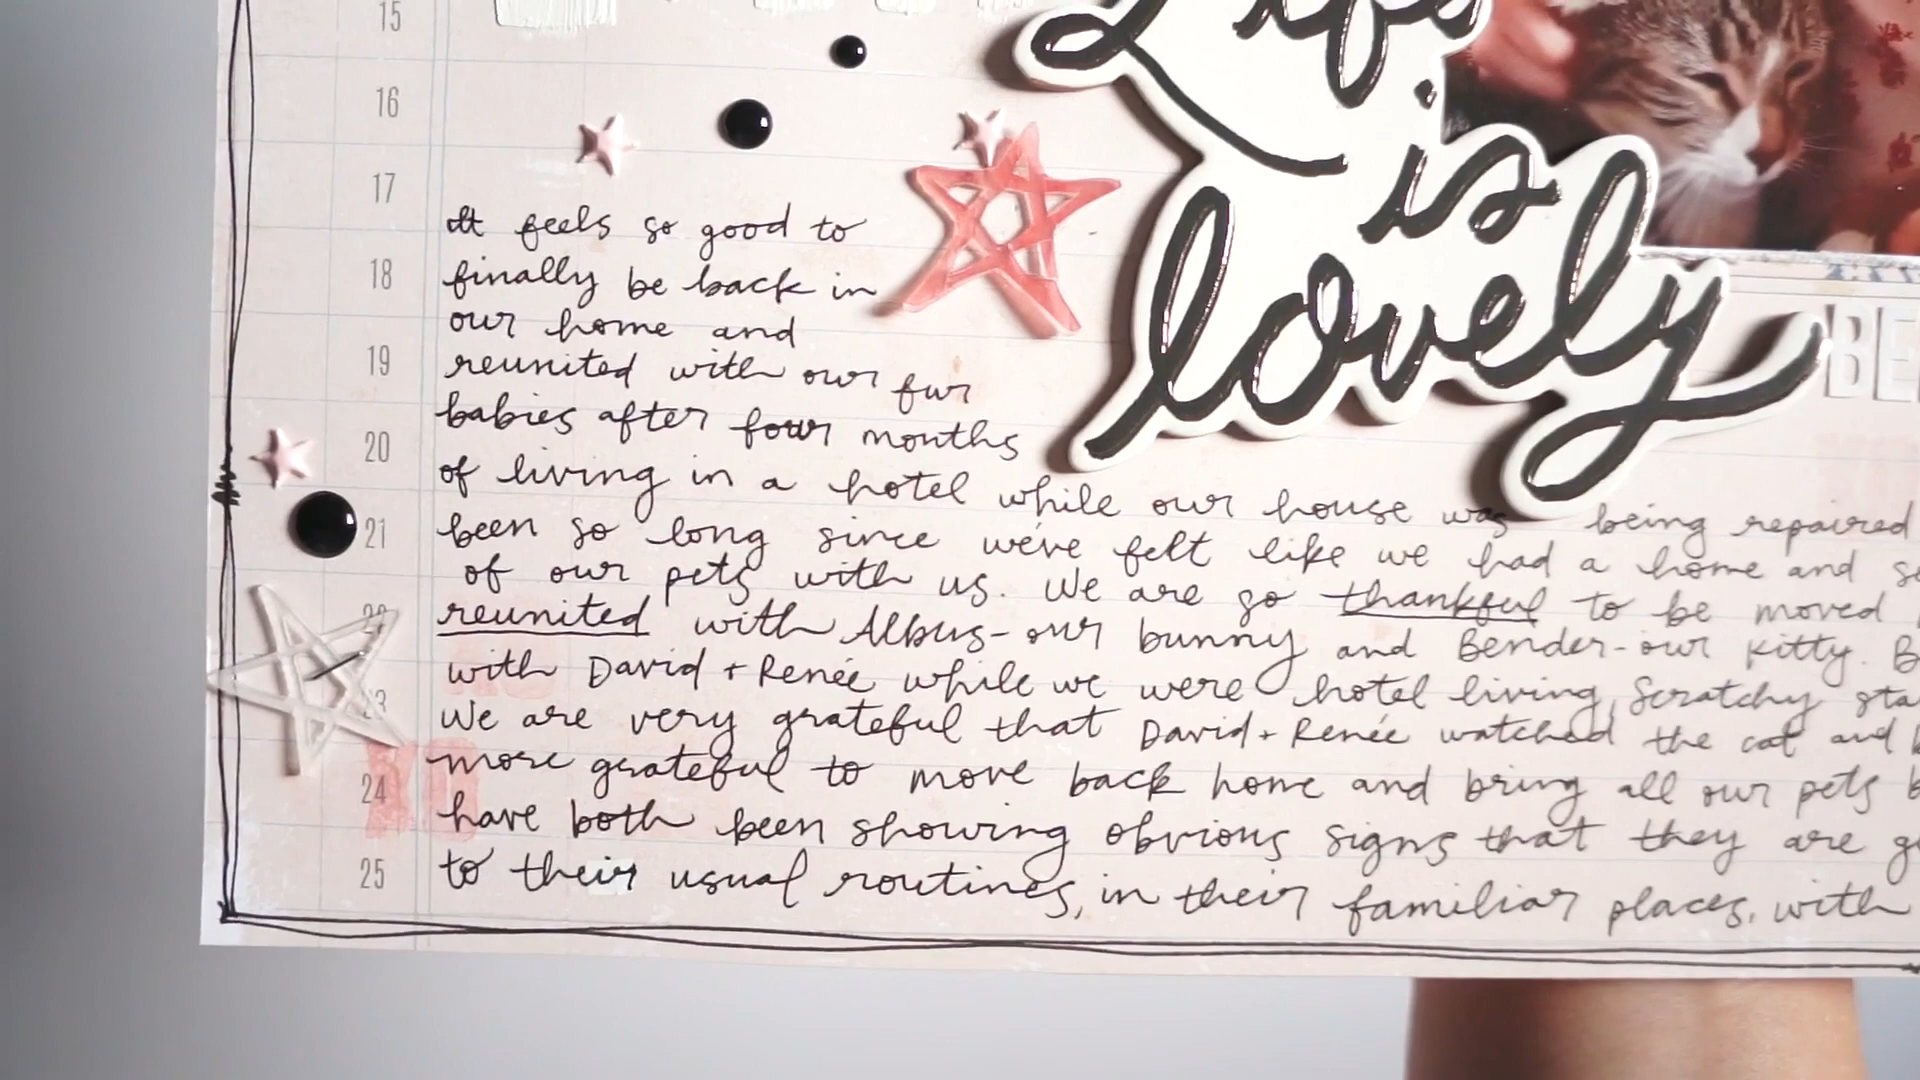 15
Life
16
is
17
lovely
It feels so good to
18
finally be back in
our home and
19
reunited with our fur
babies after four months
20
of living in a hotel while our house was being repaired
21
been so long since we've felt like we had a home and
of our pets with us. We are so thankful to be moved
22
reunited with Albus - our bunny and Bender - our kitty.
with David + Renée while we were hotel living, Scratchy
23
We are very grateful that David + Renée watched the cat and
more grateful to move back home and bring all our pets
24
have both been showing obvious signs that they are
25
to their usual routines, in their familiar places, with
BE